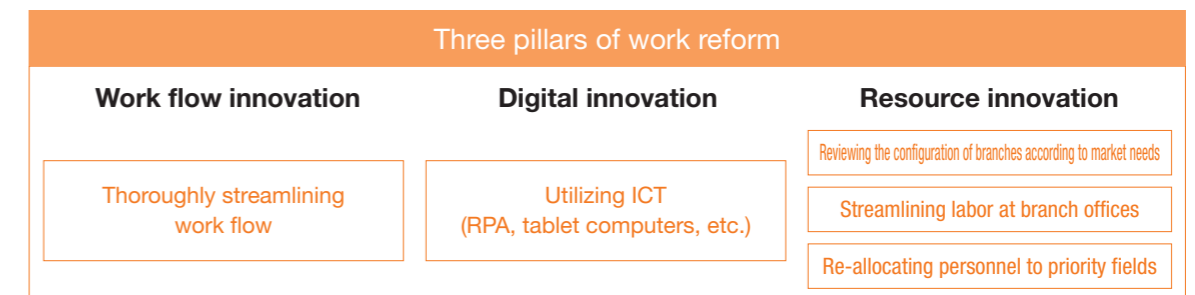 Three pillars of work reform
Work flow innovation
Thoroughly streamlining
work flow
Digital innovation
Utilizing ICT
(RPA, tablet computers, etc.)
Resource innovation
Reviewing the configuration of branches according to market needs
Streamlining labor at branch offices
Re-allocating personnel to priority fields